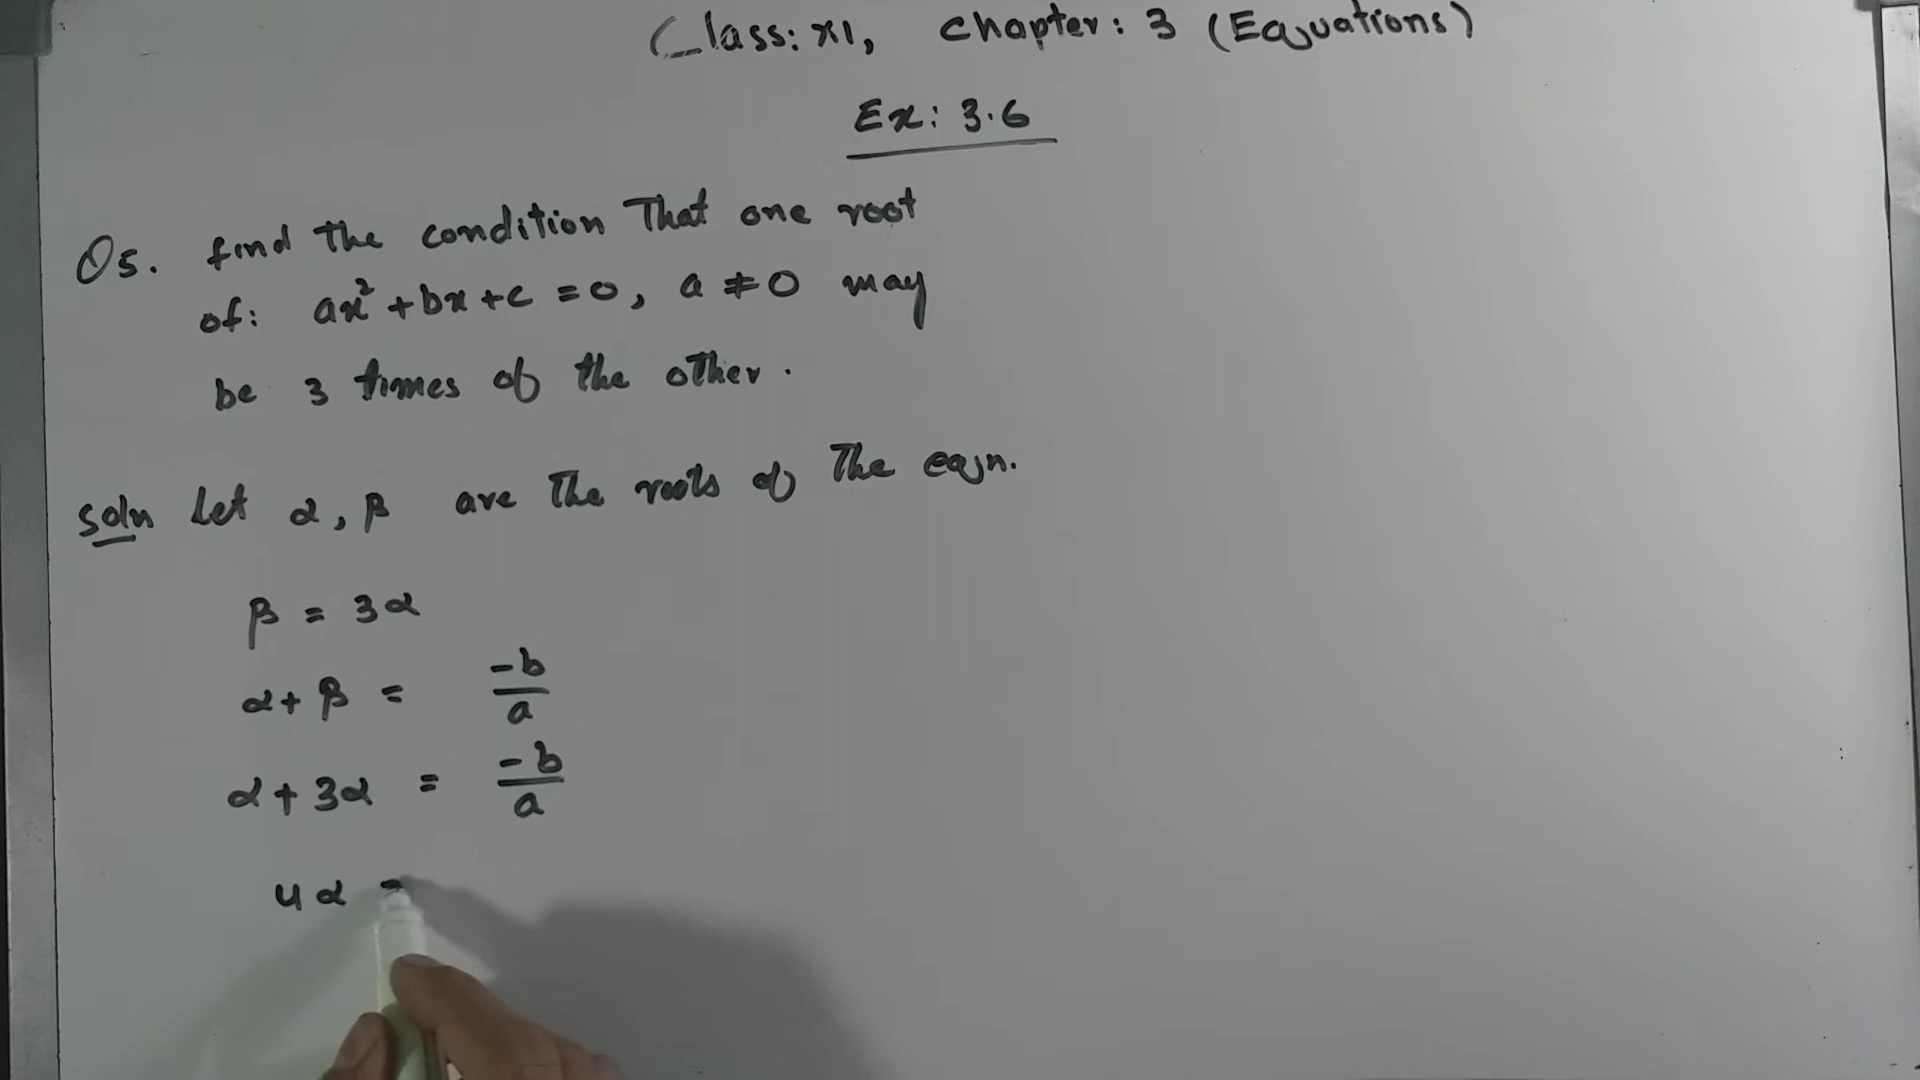 Class: XI, Chapter: 3 (Equations)
Ex: 3.6
Q5. find the condition That one root
of: ax² + bx + c = 0, a ≠ 0 may
be 3 times of the other.
Soln Let α, β are The roots of The eqn.
β = 3α
α + β = -b/a
α + 3α = -b/a
4α =